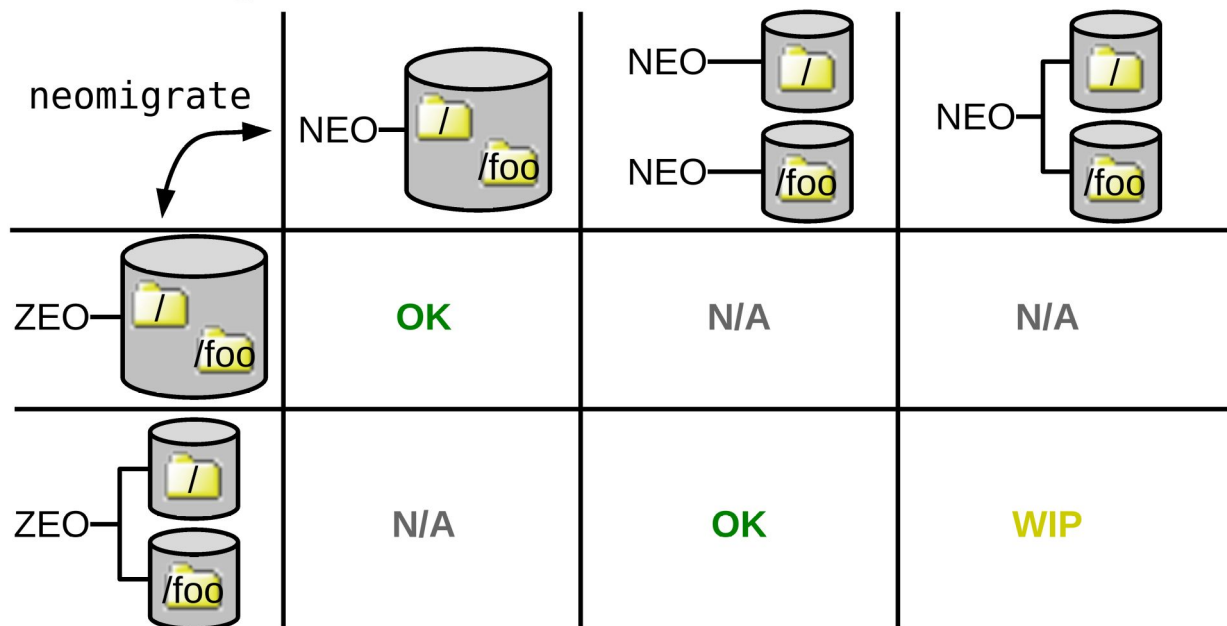 neomigrate
NEO
/
/foo
NEO
/
NEO
/foo
NEO
/
/foo
ZEO
/
/foo
OK
N/A
N/A
ZEO
/
/foo
N/A
OK
WIP